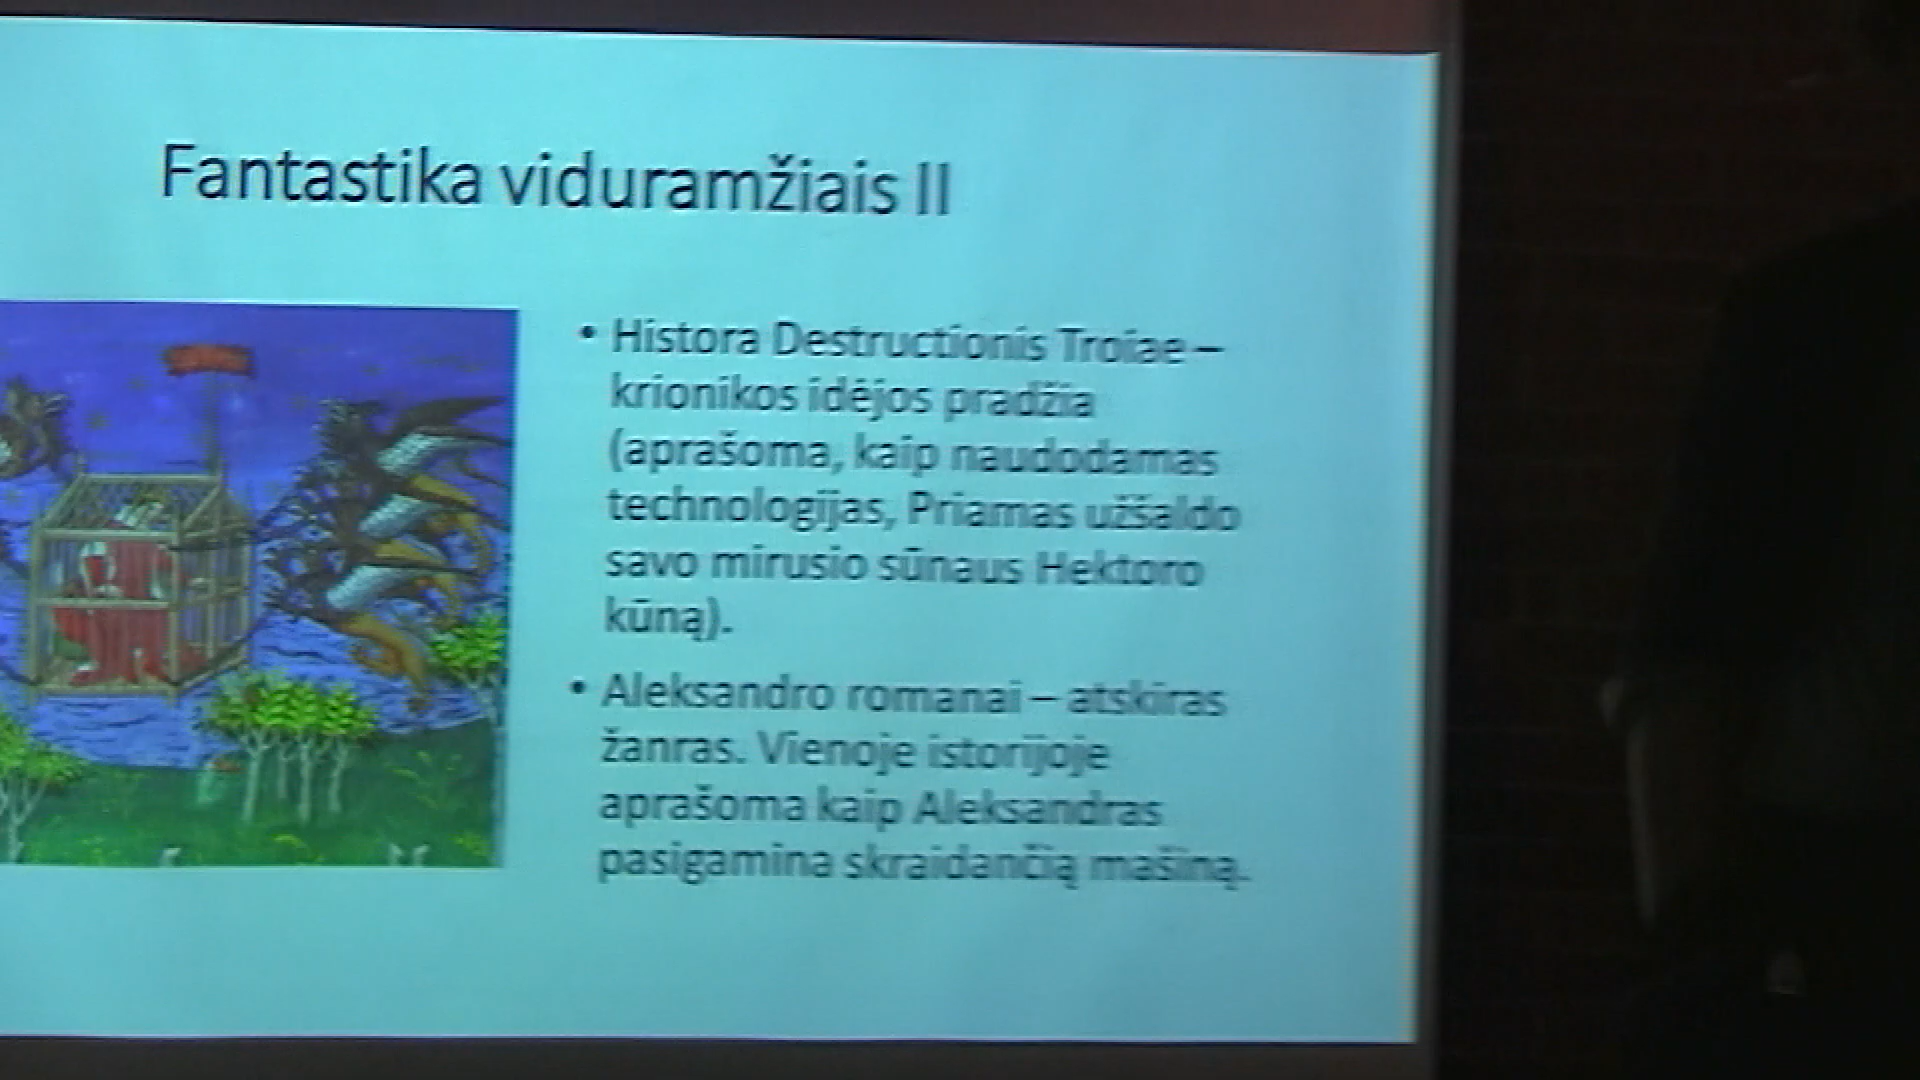 Fantastika viduramžiais II
• Histora Destructionis Troiae –
krionikos idėjos pradžia
(aprašoma, kaip naudodamas
technologijas, Priamas užšaldo
savo mirusio sūnaus Hektoro
kūną).
• Aleksandro romanai – atskiras
žanras. Vienoje istorijoje
aprašoma kaip Aleksandras
pasigamina skraidančią mašiną.